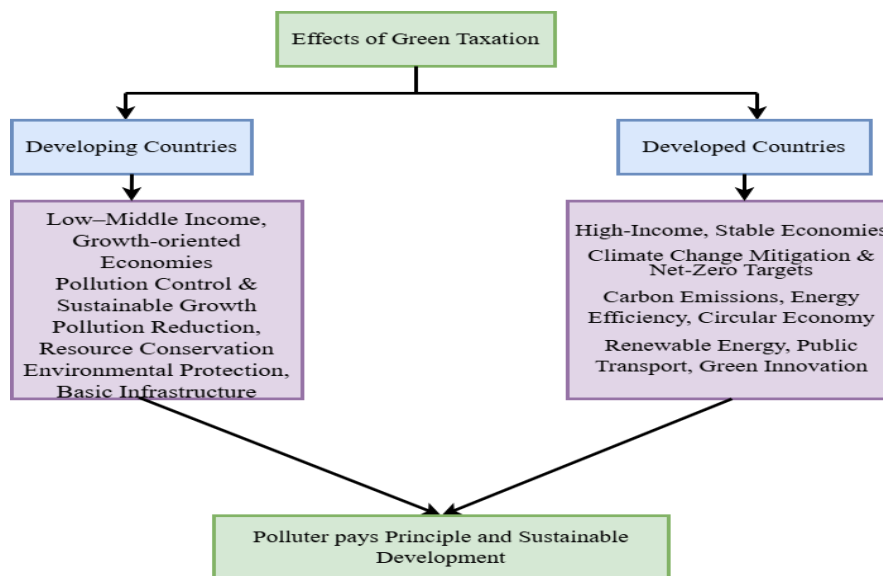 Effects of Green Taxation
Developing Countries
Developed Countries
Low–Middle Income,
Growth-oriented
Economies
Pollution Control &
Sustainable Growth
Pollution Reduction,
Resource Conservation
Environmental Protection,
Basic Infrastructure
High-Income, Stable Economies
Climate Change Mitigation &
Net-Zero Targets
Carbon Emissions, Energy
Efficiency, Circular Economy
Renewable Energy, Public
Transport, Green Innovation
Polluter pays Principle and Sustainable
Development